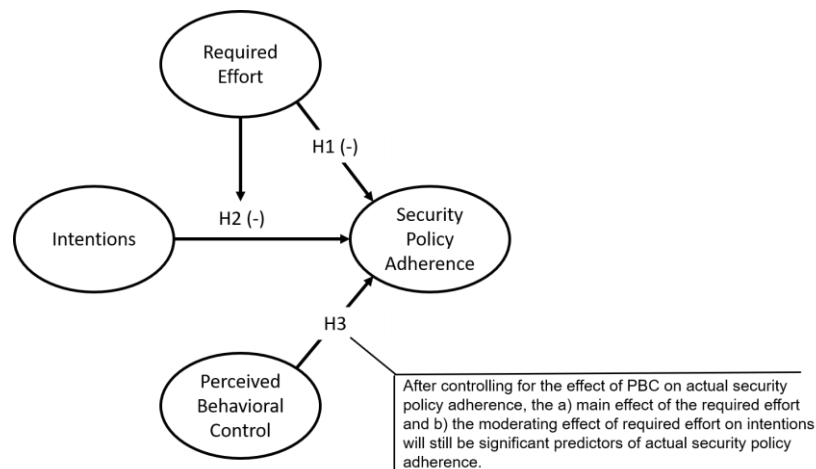 Required
Effort
H1 (-)
H2 (-)
Intentions
Security
Policy
Adherence
H3
Perceived
Behavioral
Control
After controlling for the effect of PBC on actual security
policy adherence, the a) main effect of the required effort
and b) the moderating effect of required effort on intentions
will still be significant predictors of actual security policy
adherence.